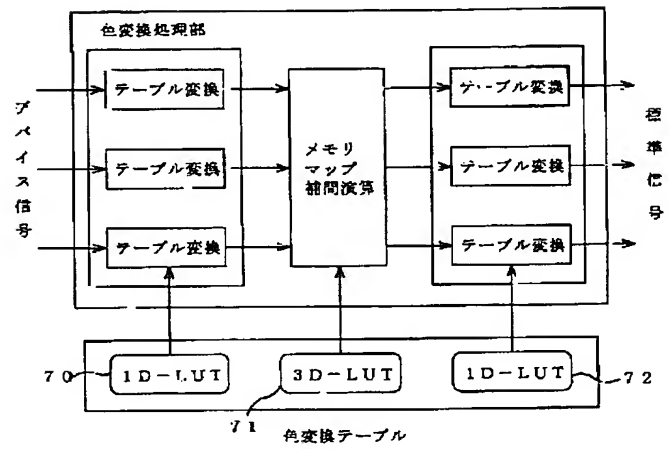 色変換処理部
デバイス信号
テーブル変換
テーブル変換
テーブル変換
メモリ
マップ
補間演算
テーブル変換
テーブル変換
テーブル変換
標準信号
70
1D-LUT
71
3D-LUT
1D-LUT
72
色変換テーブル